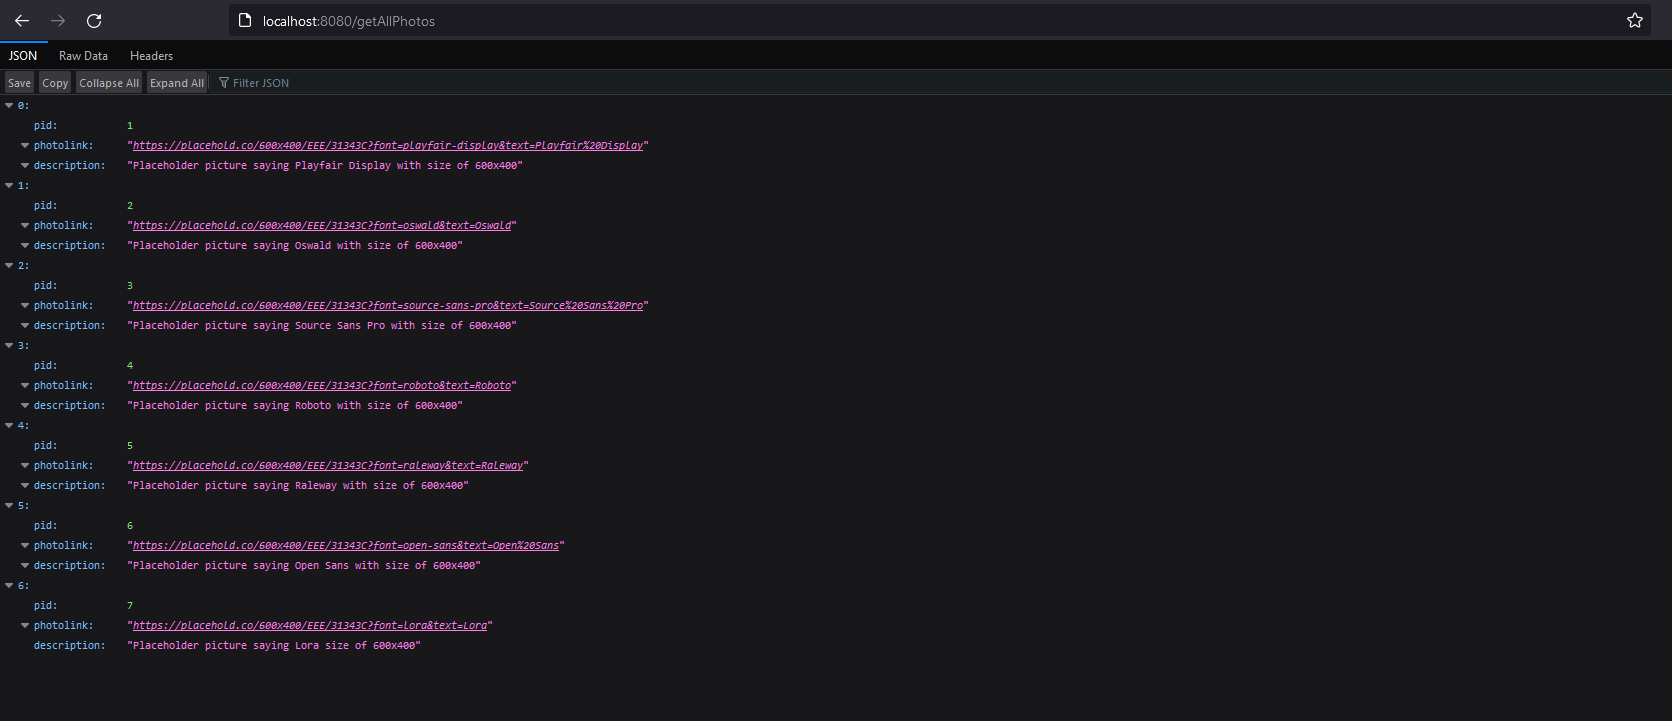 localhost:8080/getAllPhotos
JSON Raw Data Headers
Save Copy Collapse All Expand All Filter JSON
0:
pid: 1
photolink: "https://placehold.co/600x400/EEE/31343C?font=playfair-display&text=Playfair%20Display"
description: "Placeholder picture saying Playfair Display with size of 600x400"
1:
pid: 2
photolink: "https://placehold.co/600x400/EEE/31343C?font=oswald&text=Oswald"
description: "Placeholder picture saying Oswald with size of 600x400"
2:
pid: 3
photolink: "https://placehold.co/600x400/EEE/31343C?font=source-sans-pro&text=Source%20Sans%20Pro"
description: "Placeholder picture saying Source Sans Pro with size of 600x400"
3:
pid: 4
photolink: "https://placehold.co/600x400/EEE/31343C?font=roboto&text=Roboto"
description: "Placeholder picture saying Roboto with size of 600x400"
4:
pid: 5
photolink: "https://placehold.co/600x400/EEE/31343C?font=raleway&text=Raleway"
description: "Placeholder picture saying Raleway with size of 600x400"
5:
pid: 6
photolink: "https://placehold.co/600x400/EEE/31343C?font=open-sans&text=Open%20Sans"
description: "Placeholder picture saying Open Sans with size of 600x400"
6:
pid: 7
photolink: "https://placehold.co/600x400/EEE/31343C?font=lora&text=Lora"
description: "Placeholder picture saying Lora size of 600x400"